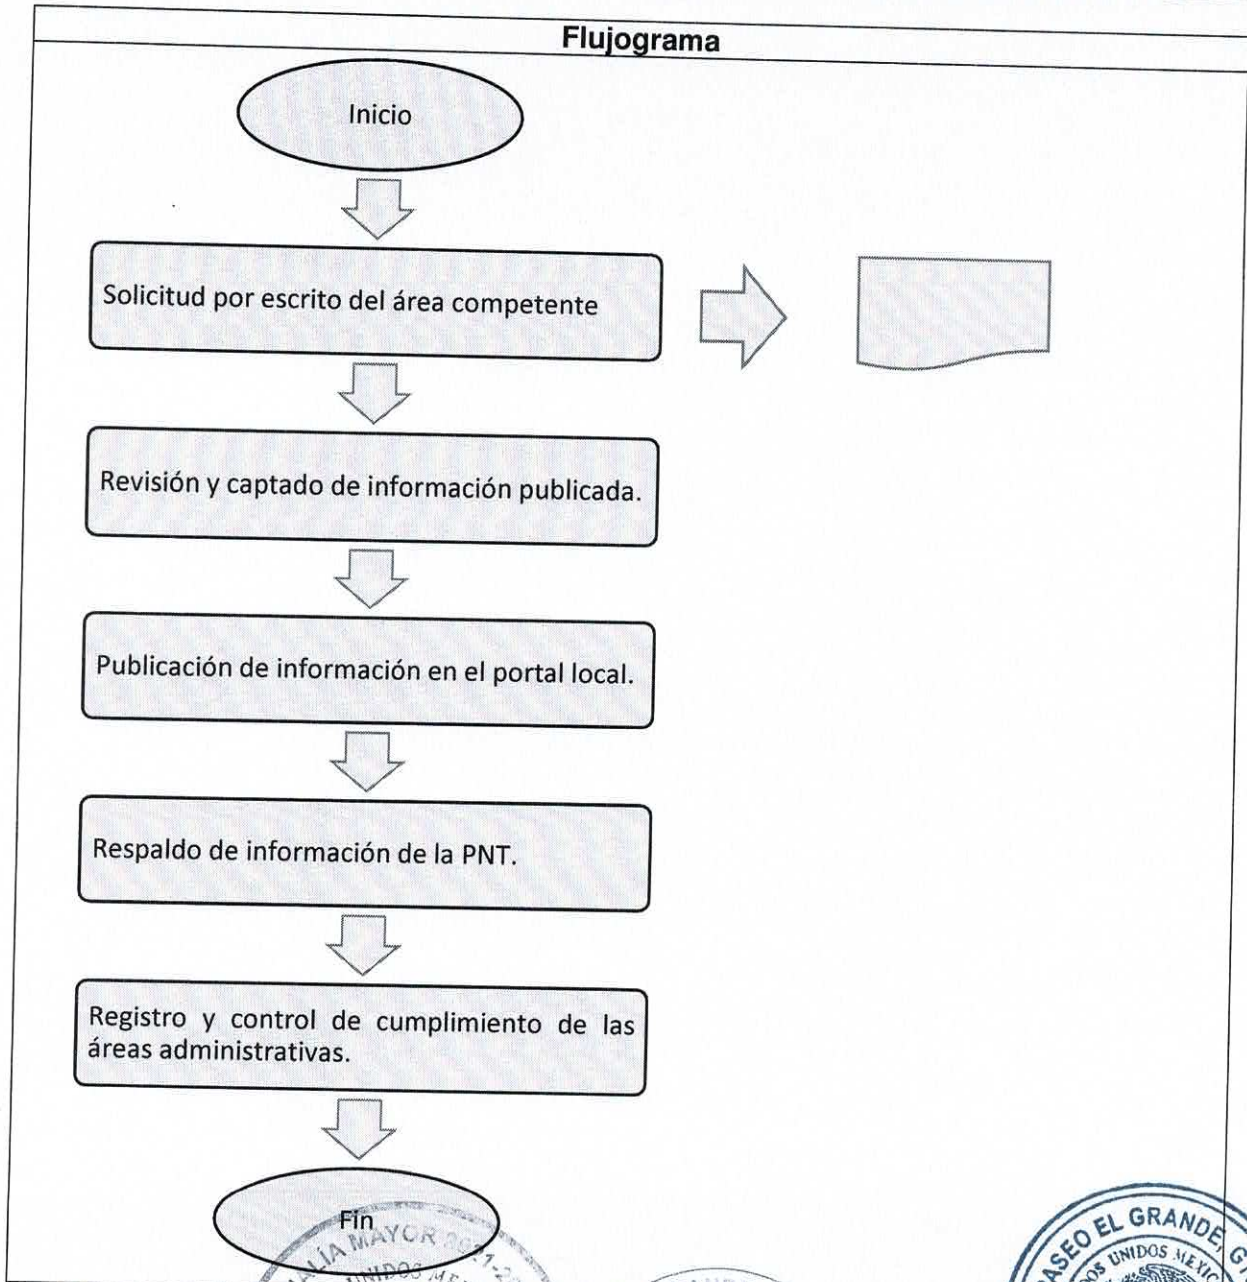 Flujograma
Inicio
Solicitud por escrito del área competente
Revisión y captado de información publicada.
Publicación de información en el portal local.
Respaldo de información de la PNT.
Registro y control de cumplimiento de las
áreas administrativas.
Fin
MAYOR
UNIDOS
EL GRANDE,
UNIDOS